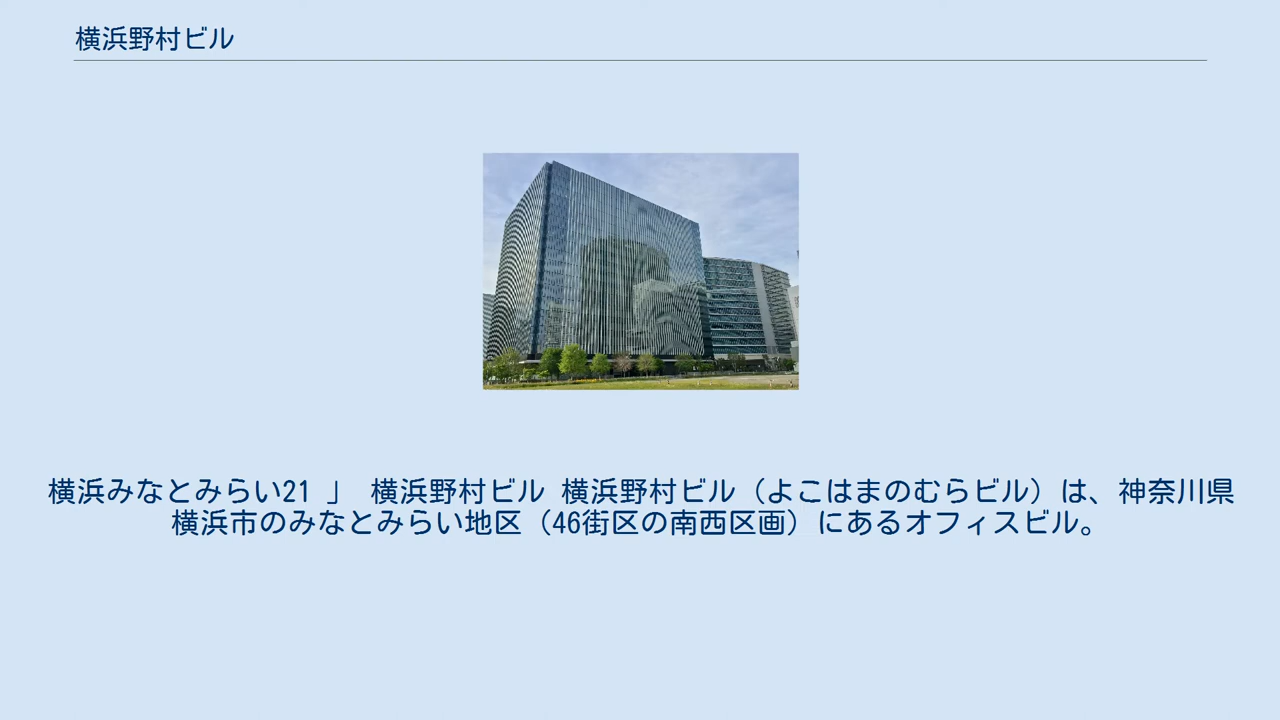 横浜野村ビル
横浜みなとみらい21 」 横浜野村ビル 横浜野村ビル（よこはまのむらビル）は、神奈川県
横浜市のみなとみらい地区（46街区の南西区画）にあるオフィスビル。